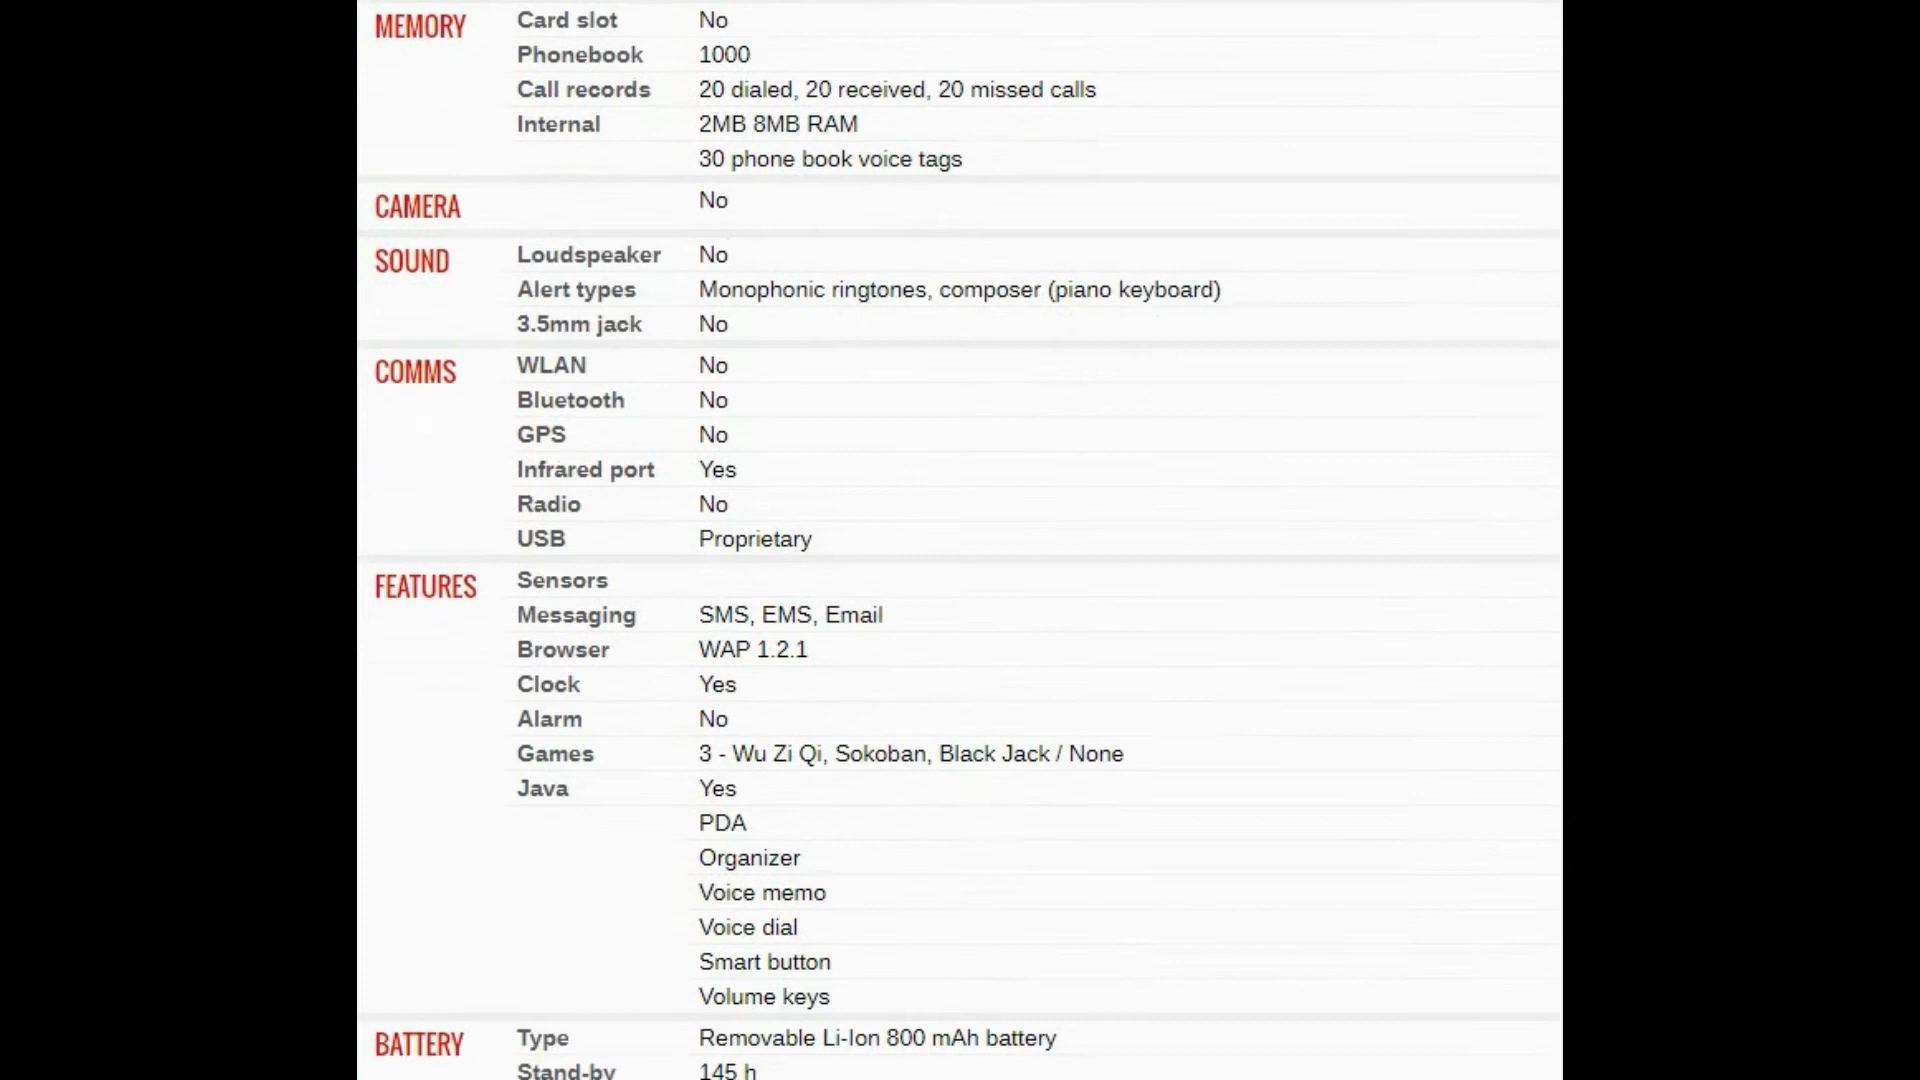 MEMORY Card slot No
Phonebook 1000
Call records 20 dialed, 20 received, 20 missed calls
Internal 2MB 8MB RAM
30 phone book voice tags
CAMERA No
SOUND Loudspeaker No
Alert types Monophonic ringtones, composer (piano keyboard)
3.5mm jack No
COMMS WLAN No
Bluetooth No
GPS No
Infrared port Yes
Radio No
USB Proprietary
FEATURES Sensors
Messaging SMS, EMS, Email
Browser WAP 1.2.1
Clock Yes
Alarm No
Games 3 - Wu Zi Qi, Sokoban, Black Jack / None
Java Yes
PDA
Organizer
Voice memo
Voice dial
Smart button
Volume keys
BATTERY Type Removable Li-Ion 800 mAh battery
Stand-by 145 h